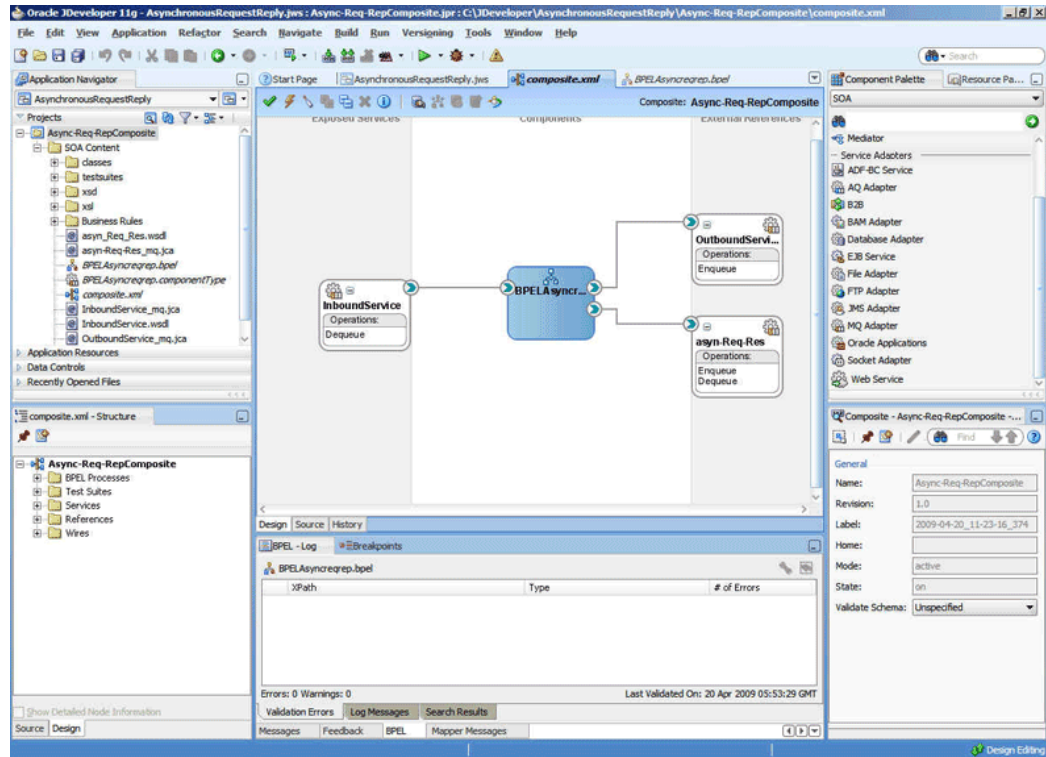 Oracle JDeveloper 11g - AsynchronousRequestReply.jws : Async-Req-RepComposite.jpr : C:\JDeveloper\AsynchronousRequestReply\Async-Req-RepComposite\composite.xml
File Edit View Application Refactor Search Navigate Build Run Versioning Tools Window Help
Search
Application Navigator
AsynchronousRequestReply
Projects
Async-Req-RepComposite
SOA Content
classes
testsuites
xsd
xsl
Business Rules
asyn_Req_Res.wsdl
asyn-Req-Res_mq.jca
BPELAsyncreqrep.bpel
BPELAsyncreqrep.componentType
composite.xml
InboundService_mq.jca
InboundService.wsdl
OutboundService_mq.jca
Application Resources
Data Controls
Recently Opened Files
composite.xml - Structure
Async-Req-RepComposite
BPEL Processes
Test Suites
Services
References
Wires
Show Detailed Node Information
Source Design
Start Page AsynchronousRequestReply.jws composite.xml BPELAsyncreqrep.bpel
Composite: Async-Req-RepComposite
Exposed Services Components External References
InboundService
Operations:
Dequeue
BPELAsyncr...
OutboundServi...
Operations:
Enqueue
asyn-Req-Res
Operations:
Enqueue
Dequeue
Design Source History
BPEL - Log Breakpoints
BPELAsyncreqrep.bpel
XPath Type # of Errors
Errors: 0 Warnings: 0 Last Validated On: 20 Apr 2009 05:53:29 GMT
Validation Errors Log Messages Search Results
Messages Feedback BPEL Mapper Messages
Component Palette Resource Pa...
SOA
Mediator
Service Adapters
ADF-BC Service
AQ Adapter
B2B
BAM Adapter
Database Adapter
EJB Service
File Adapter
FTP Adapter
JMS Adapter
MQ Adapter
Oracle Applications
Socket Adapter
Web Service
Composite - Async-Req-RepComposite -...
Find
General
Name: Async-Req-RepComposite
Revision: 1.0
Label: 2009-04-20_11-23-16_374
Home:
Mode: active
State: on
Validate Schema: Unspecified
Design Editing